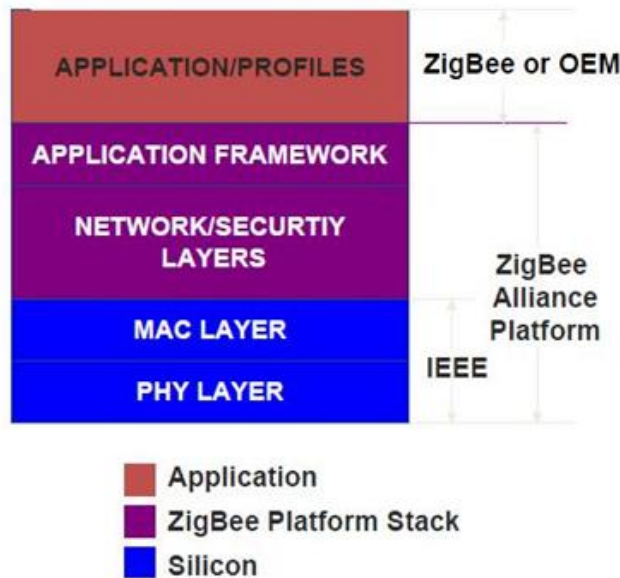 APPLICATION/PROFILES
ZigBee or OEM
APPLICATION FRAMEWORK
NETWORK/SECURTIY
LAYERS
ZigBee
Alliance
Platform
MAC LAYER
IEEE
PHY LAYER
Application
ZigBee Platform Stack
Silicon